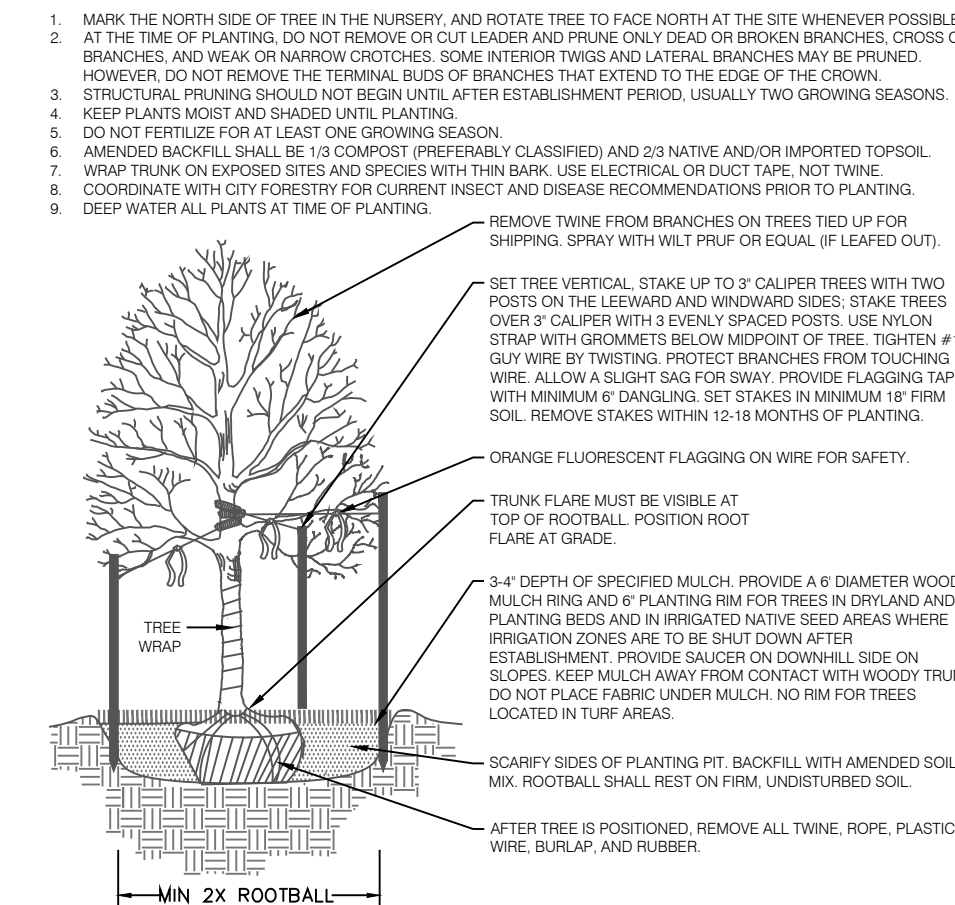 1. MARK THE NORTH SIDE OF TREE IN THE NURSERY, AND ROTATE TREE TO FACE NORTH AT THE SITE WHENEVER POSSIBLE
2. AT THE TIME OF PLANTING, DO NOT REMOVE OR CUT LEADER AND PRUNE ONLY DEAD OR BROKEN BRANCHES, CROSS
BRANCHES, AND WEAK OR NARROW CROTCHES. SOME INTERIOR TWIGS AND LATERAL BRANCHES MAY BE PRUNED.
HOWEVER, DO NOT REMOVE THE TERMINAL BUDS OF BRANCHES THAT EXTEND TO THE EDGE OF THE CROWN.
3. STRUCTURAL PRUNING SHOULD NOT BEGIN UNTIL AFTER ESTABLISHMENT PERIOD, USUALLY TWO GROWING SEASONS.
4. KEEP PLANTS MOIST AND SHADED UNTIL PLANTING.
5. DO NOT FERTILIZE FOR AT LEAST ONE GROWING SEASON.
6. AMENDED BACKFILL SHALL BE 1/3 COMPOST (PREFERABLY CLASSIFIED) AND 2/3 NATIVE AND/OR IMPORTED TOPSOIL.
7. WRAP TRUNK ON EXPOSED SITES AND SPECIES WITH THIN BARK. USE ELECTRICAL OR DUCT TAPE, NOT TWINE.
8. COORDINATE WITH CITY FORESTRY FOR CURRENT INSECT AND DISEASE RECOMMENDATIONS PRIOR TO PLANTING.
9. DEEP WATER ALL PLANTS AT TIME OF PLANTING.
REMOVE TWINE FROM BRANCHES ON TREES TIED UP FOR
SHIPPING. SPRAY WITH WILT PRUF OR EQUAL (IF LEAFED OUT).
SET TREE VERTICAL, STAKE UP TO 3" CALIPER TREES WITH TWO
POSTS ON THE LEEWARD AND WINDWARD SIDES; STAKE TREES
OVER 3" CALIPER WITH 3 EVENLY SPACED POSTS. USE NYLON
STRAP WITH GROMMETS BELOW MIDPOINT OF TREE. TIGHTEN
GUY WIRE BY TWISTING. PROTECT BRANCHES FROM TOUCHING
WIRE. ALLOW A SLIGHT SAG FOR SWAY. PROVIDE FLAGGING TAP
WITH MINIMUM 6" DANGLING. SET STAKES IN MINIMUM 18" FIRM
SOIL. REMOVE STAKES WITHIN 12-18 MONTHS OF PLANTING.
ORANGE FLUORESCENT FLAGGING ON WIRE FOR SAFETY.
TRUNK FLARE MUST BE VISIBLE AT
TOP OF ROOTBALL. POSITION ROOT
FLARE AT GRADE.
3-4" DEPTH OF SPECIFIED MULCH. PROVIDE A 6' DIAMETER WOOD
MULCH RING AND 6" PLANTING RIM FOR TREES IN DRYLAND AND
PLANTING BEDS AND IN IRRIGATED NATIVE SEED AREAS WHERE
IRRIGATION ZONES ARE TO BE SHUT DOWN AFTER
ESTABLISHMENT. PROVIDE SAUCER ON DOWNHILL SIDE ON
SLOPES. KEEP MULCH AWAY FROM CONTACT WITH WOODY TRU
DO NOT PLACE FABRIC UNDER MULCH. NO RIM FOR TREES
LOCATED IN TURF AREAS.
TREE
WRAP
SCARIFY SIDES OF PLANTING PIT. BACKFILL WITH AMENDED SOIL
MIX. ROOTBALL SHALL REST ON FIRM, UNDISTURBED SOIL.
AFTER TREE IS POSITIONED, REMOVE ALL TWINE, ROPE, PLASTIC
WIRE, BURLAP, AND RUBBER.
MIN 2X ROOTBALL